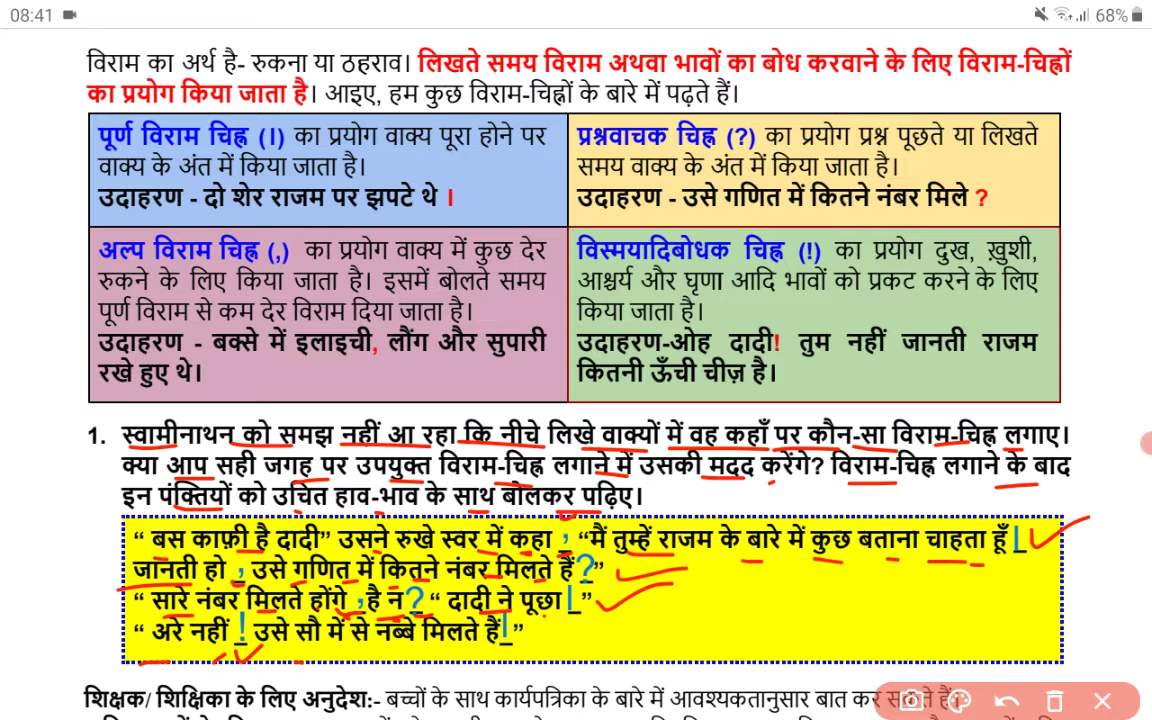 08:41
68%
विराम का अर्थ है- रुकना या ठहराव। लिखते समय विराम अथवा भावों का बोध करवाने के लिए विराम-चिह्नों
का प्रयोग किया जाता है। आइए, हम कुछ विराम-चिह्नों के बारे में पढ़ते हैं।
पूर्ण विराम चिह्न (।) का प्रयोग वाक्य पूरा होने पर
वाक्य के अंत में किया जाता है।
उदाहरण - दो शेर राजम पर झपटे थे ।
प्रश्नवाचक चिह्न (?) का प्रयोग प्रश्न पूछते या लिखते
समय वाक्य के अंत में किया जाता है।
उदाहरण - उसे गणित में कितने नंबर मिले ?
अल्प विराम चिह्न (,) का प्रयोग वाक्य में कुछ देर
रुकने के लिए किया जाता है। इसमें बोलते समय
पूर्ण विराम से कम देर विराम दिया जाता है।
उदाहरण - बक्से में इलाइची, लौंग और सुपारी
रखे हुए थे।
विस्मयादिबोधक चिह्न (!) का प्रयोग दुख, ख़ुशी,
आश्चर्य और घृणा आदि भावों को प्रकट करने के लिए
किया जाता है।
उदाहरण-ओह दादी! तुम नहीं जानती राजम
कितनी ऊँची चीज़ है।
1. स्वामीनाथन को समझ नहीं आ रहा कि नीचे लिखे वाक्यों में वह कहाँ पर कौन-सा विराम-चिह्न लगाए।
क्या आप सही जगह पर उपयुक्त विराम-चिह्न लगाने में उसकी मदद करेंगे? विराम-चिह्न लगाने के बाद
इन पंक्तियों को उचित हाव-भाव के साथ बोलकर पढ़िए।
“ बस काफ़ी है दादी” उसने रुखे स्वर में कहा , “मैं तुम्हें राजम के बारे में कुछ बताना चाहता हूँ ।
जानती हो , उसे गणित में कितने नंबर मिलते हैं?”
“ सारे नंबर मिलते होंगे ,है न? “ दादी ने पूछा ।”
“ अरे नहीं ! उसे सौ में से नब्बे मिलते हैं।”
शिक्षक/ शिक्षिका के लिए अनुदेश:- बच्चों के साथ कार्यपत्रिका के बारे में आवश्यकतानुसार बात कर